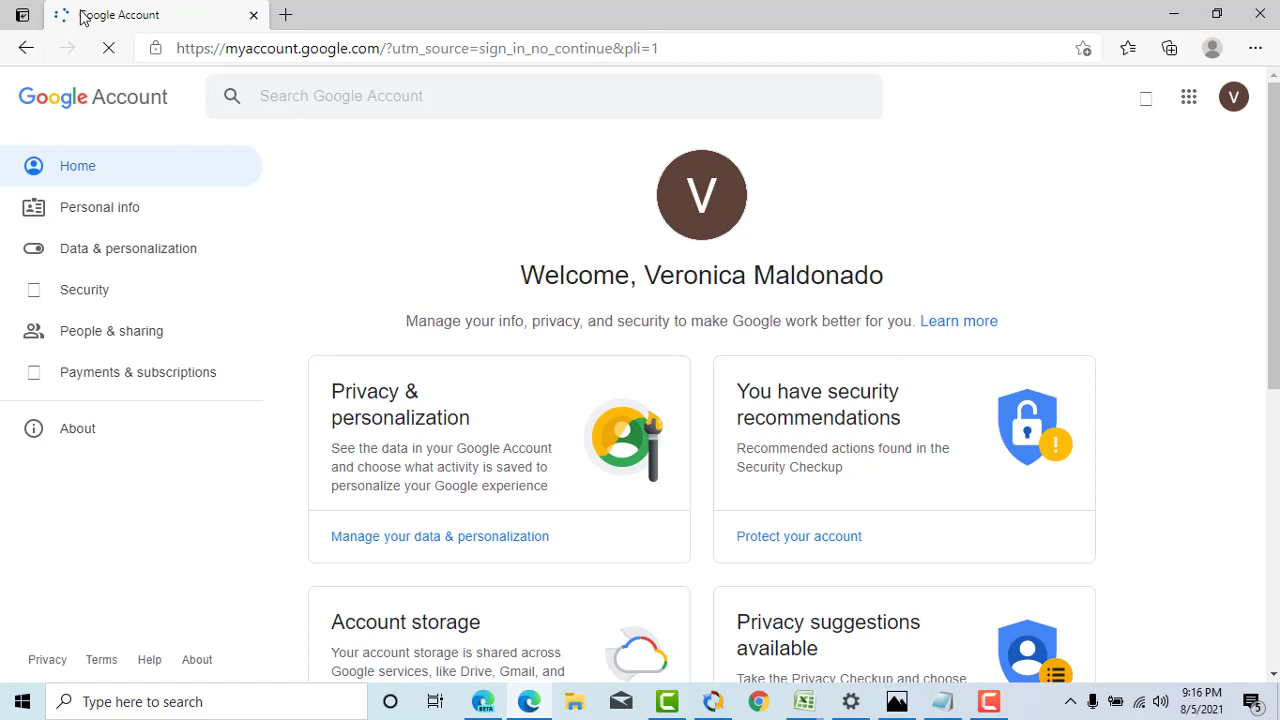 Google Account
https://myaccount.google.com/?utm_source=sign_in_no_continue&pli=1
Google Account
Search Google Account
V
Home
Personal info
Data & personalization
Security
People & sharing
Payments & subscriptions
About
V
Welcome, Veronica Maldonado
Manage your info, privacy, and security to make Google work better for you. Learn more
Privacy &
personalization
See the data in your Google Account
and choose what activity is saved to
personalize your Google experience
Manage your data & personalization
You have security
recommendations
Recommended actions found in the
Security Checkup
Protect your account
Account storage
Your account storage is shared across
Google services, like Drive, Gmail, and
Privacy suggestions
available
Take the Privacy Checkup and choose
Privacy Terms Help About
Type here to search
BETA
C
C
9:16 PM
8/5/2021
5